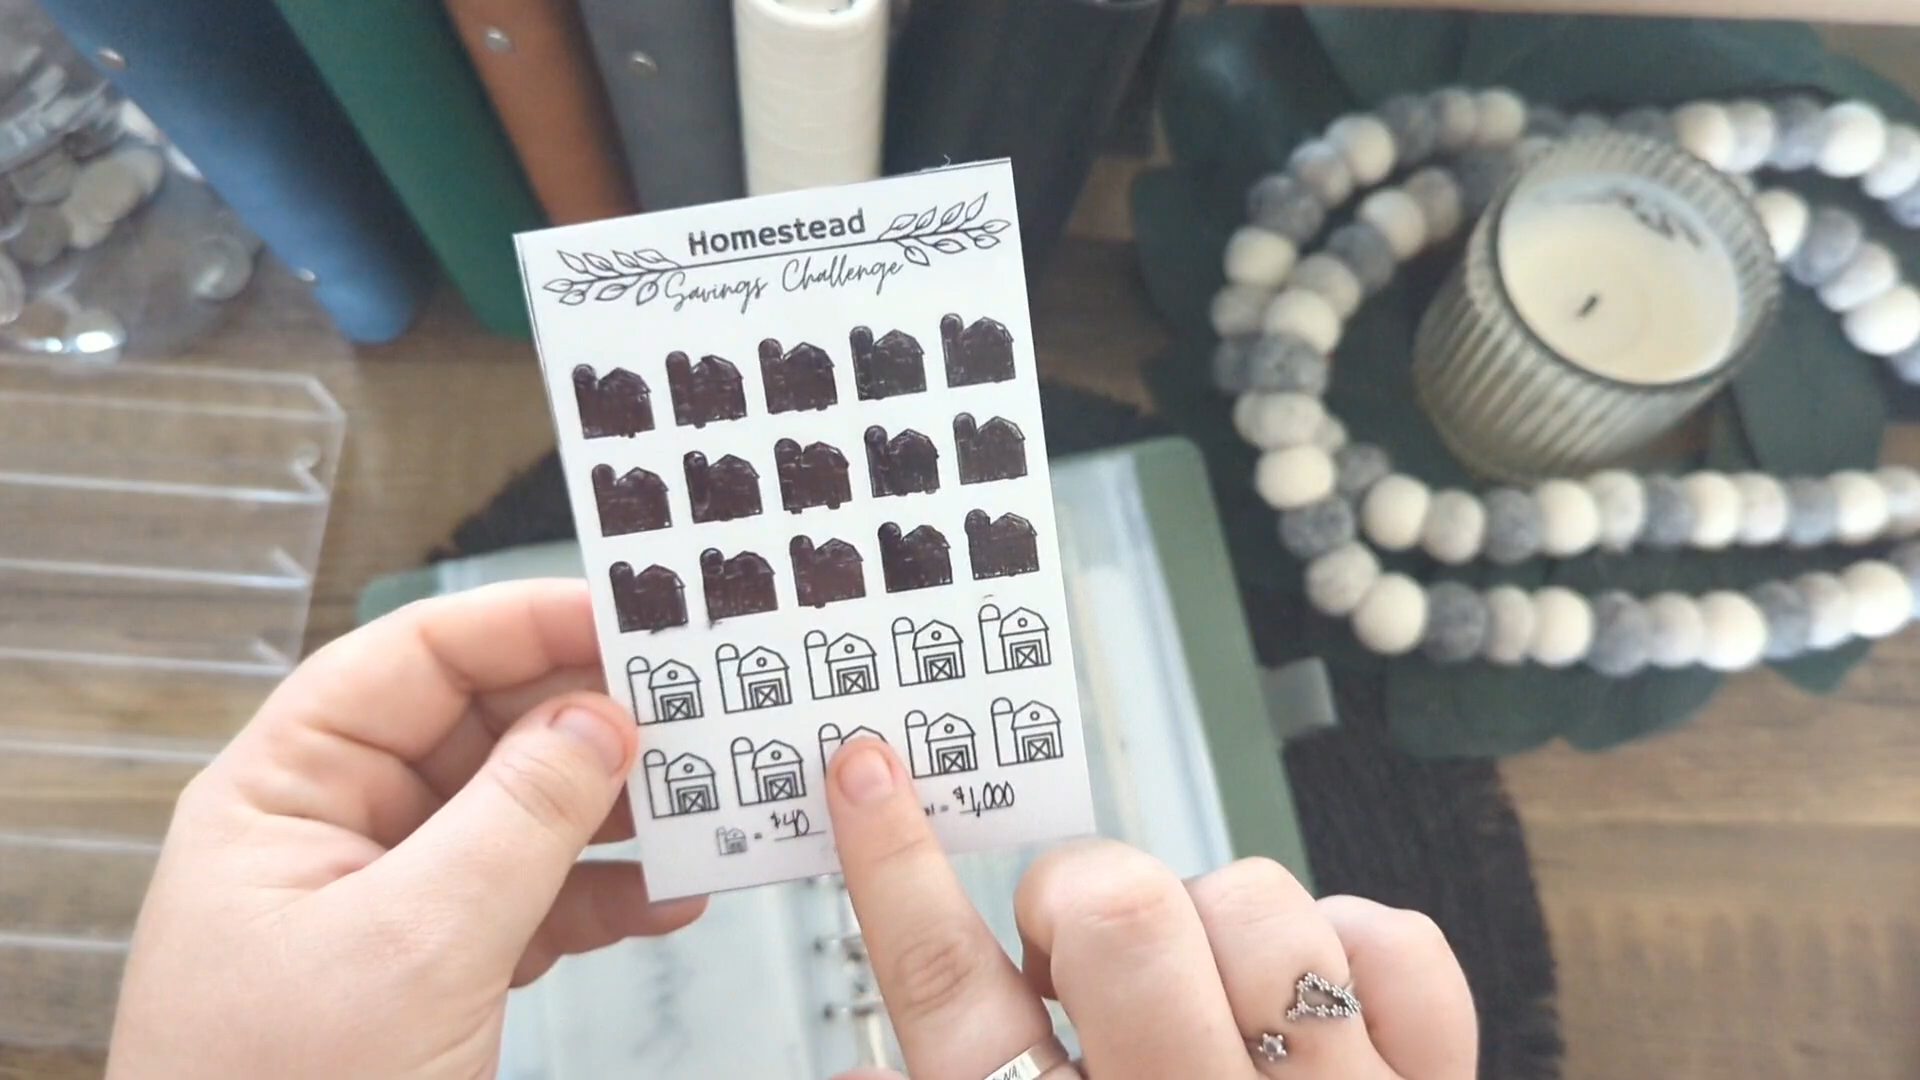 Homestead
Savings Challenge
= $40
= $1,000